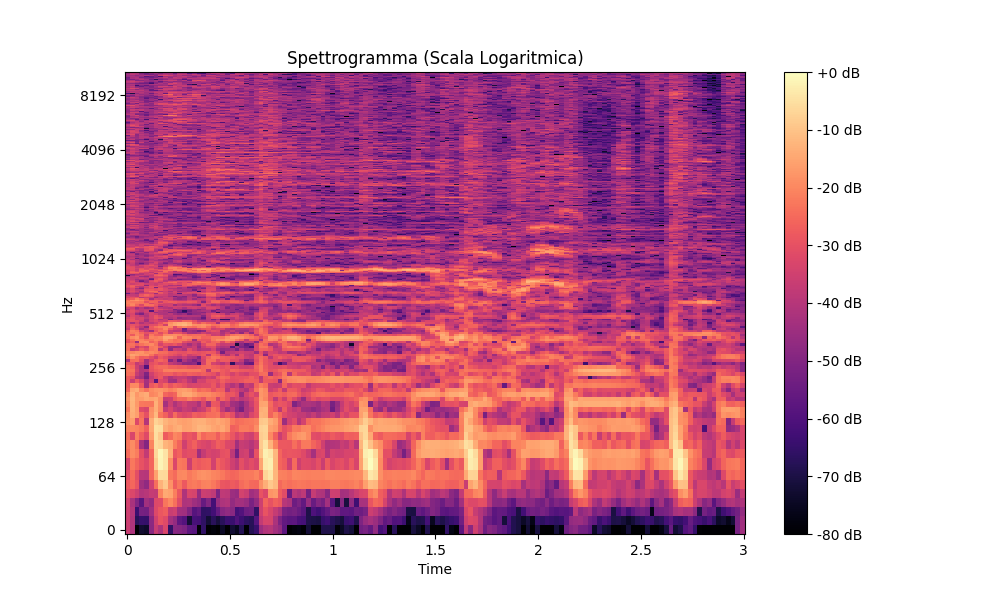 Spettrogramma (Scala Logaritmica)
8192
4096
2048
1024
512
256
128
64
0
Hz
0
0.5
1
1.5
2
2.5
3
Time
+0 dB
-10 dB
-20 dB
-30 dB
-40 dB
-50 dB
-60 dB
-70 dB
-80 dB